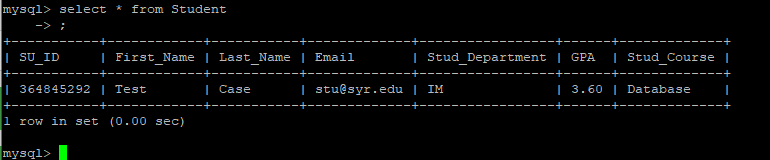 mysql> select * from Student
    -> ;
+-----------+------------+-----------+-------------+-----------------+------+-------------+
| SU_ID     | First_Name | Last_Name | Email       | Stud_Department | GPA  | Stud_Course |
+-----------+------------+-----------+-------------+-----------------+------+-------------+
| 364845292 | Test       | Case      | stu@syr.edu | IM              | 3.60 | Database    |
+-----------+------------+-----------+-------------+-----------------+------+-------------+
1 row in set (0.00 sec)
mysql>